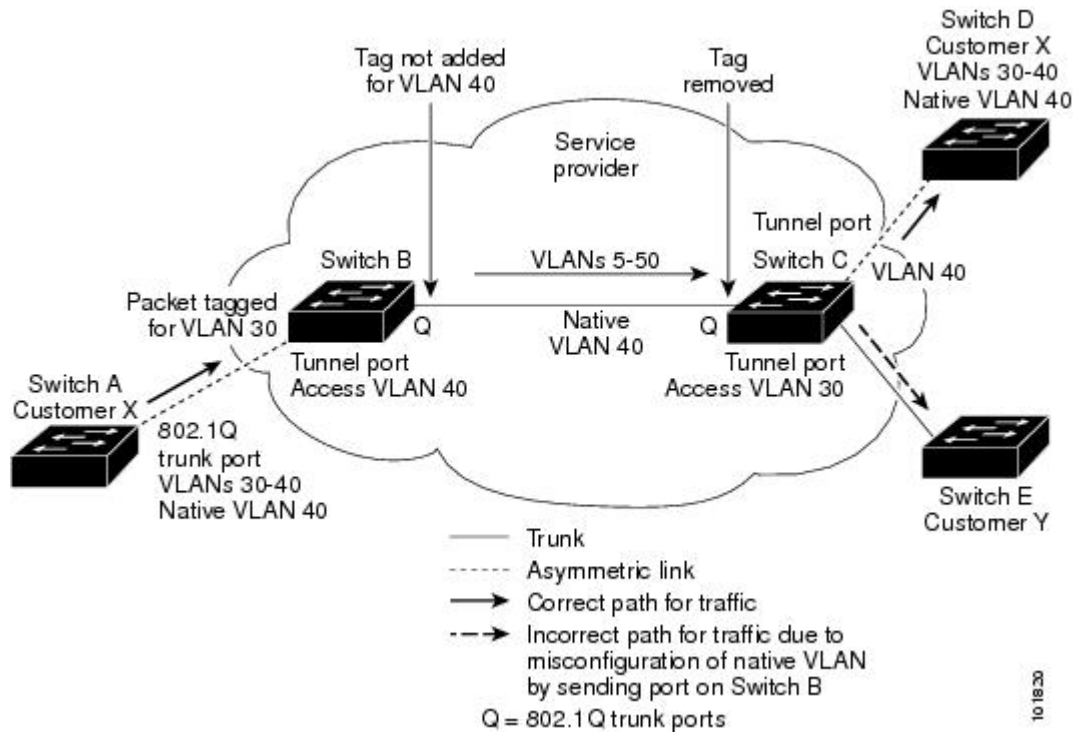 Switch D
Customer X
VLANs 30-40
Native VLAN 40
Tag not added
for VLAN 40
Tag
removed
Service
provider
Tunnel port
Switch B
VLANs 5-50
Switch C
VLAN 40
Packet tagged
for VLAN 30
Q
Native
VLAN 40
Q
Tunnel port
Access VLAN 40
Tunnel port
Access VLAN 30
Switch A
Customer X
802.1Q
trunk port
VLANs 30-40
Native VLAN 40
Switch E
Customer Y
Trunk
Asymmetric link
Correct path for traffic
Incorrect path for traffic due to
misconfiguration of native VLAN
by sending port on Switch B
Q = 802.1Q trunk ports
101820